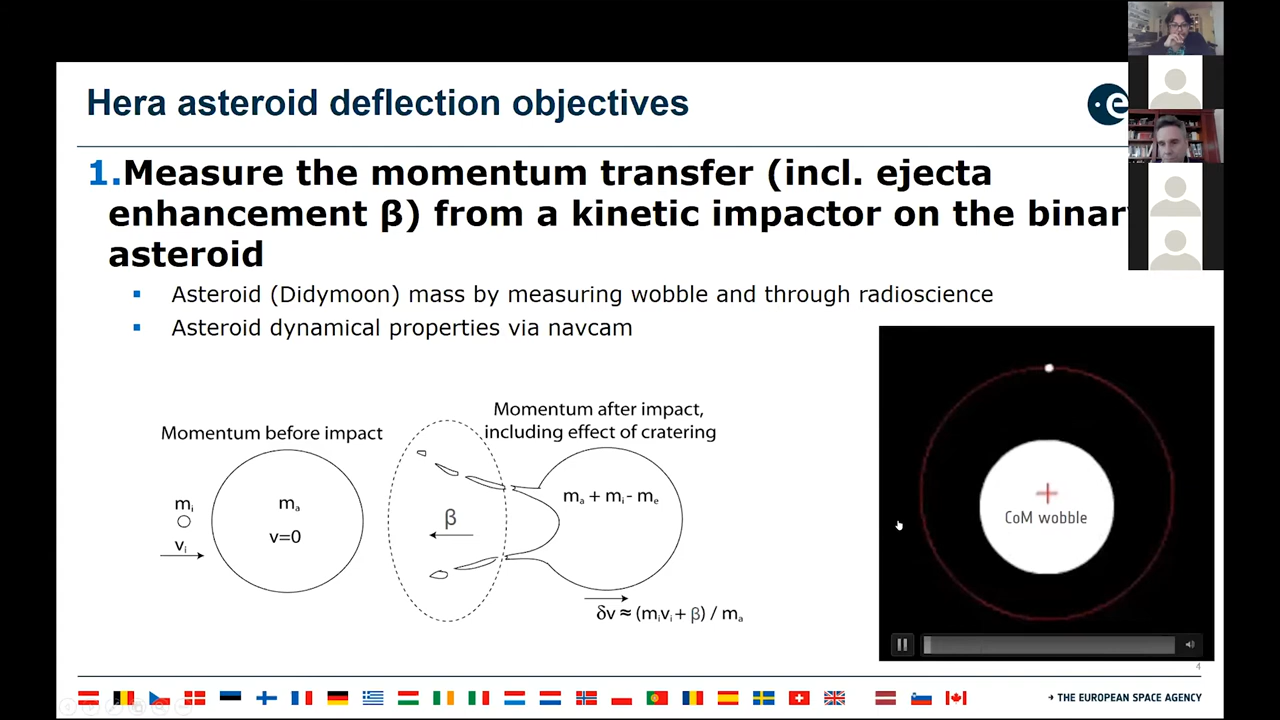 Hera asteroid deflection objectives
e
1.Measure the momentum transfer (incl. ejecta
enhancement β) from a kinetic impactor on the binar
asteroid
▪ Asteroid (Didymoon) mass by measuring wobble and through radioscience
▪ Asteroid dynamical properties via navcam
Momentum before impact
Momentum after impact,
including effect of cratering
mᵢ
vᵢ
mₐ
v=0
β
mₐ + mᵢ - mₑ
δv ≈ (mᵢvᵢ + β) / mₐ
CoM wobble
4
→ THE EUROPEAN SPACE AGENCY